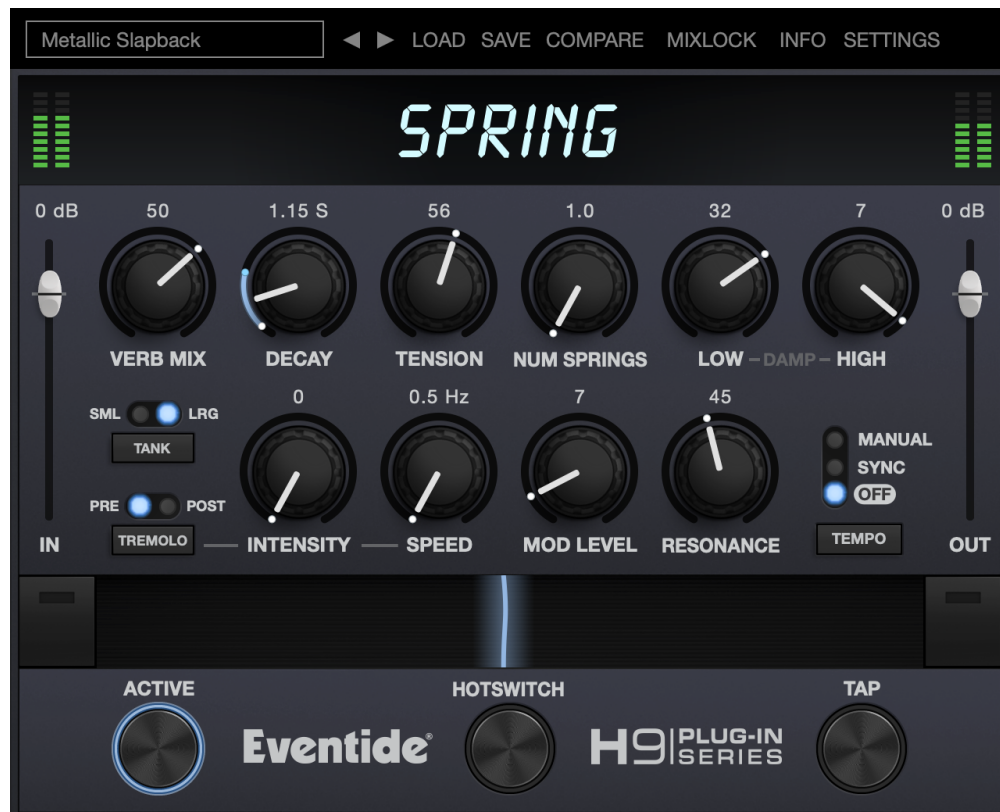 Metallic Slapback ◀ ▶ LOAD SAVE COMPARE MIXLOCK INFO SETTINGS
SPRING
0 dB 50 1.15 S 56 1.0 32 7 0 dB
VERB MIX DECAY TENSION NUM SPRINGS LOW – DAMP – HIGH
0 0.5 Hz 7 45
SML LRG
TANK
MANUAL
SYNC
OFF
PRE POST
TREMOLO
TEMPO
IN INTENSITY SPEED MOD LEVEL RESONANCE OUT
ACTIVE HOTSWITCH TAP
Eventide® H9 PLUG-IN
SERIES